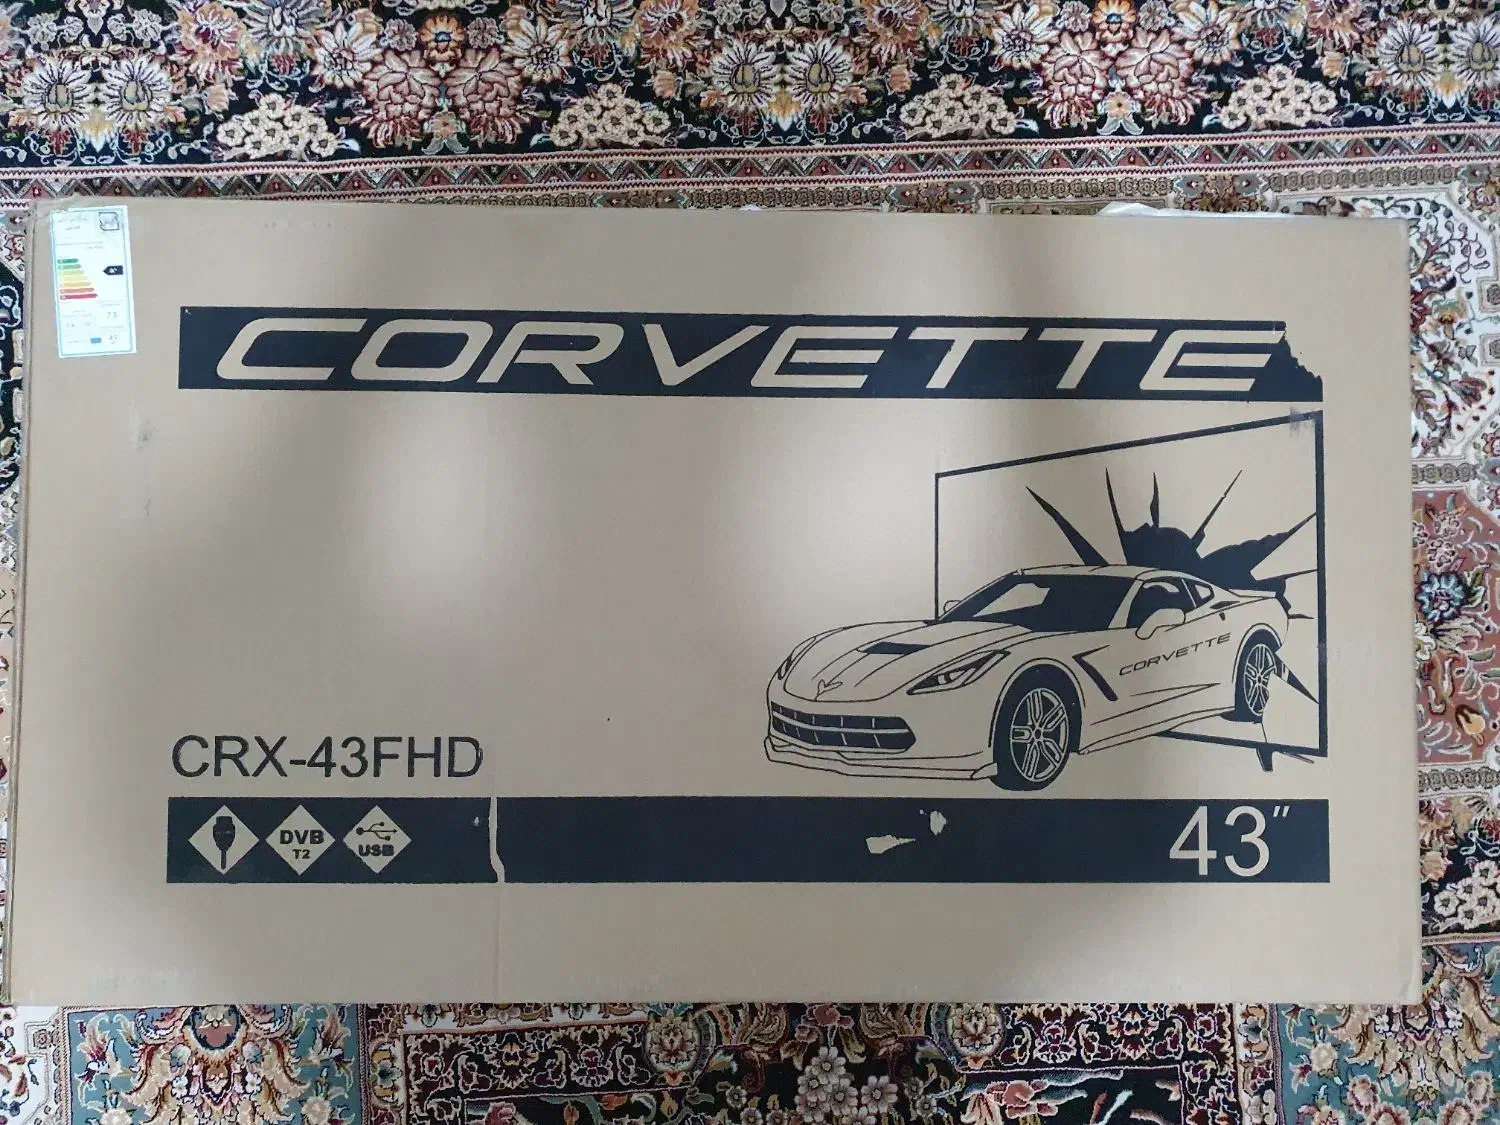 CORVETTE
CORVETTE
CRX-43FHD
DVB
T2
USB
43"